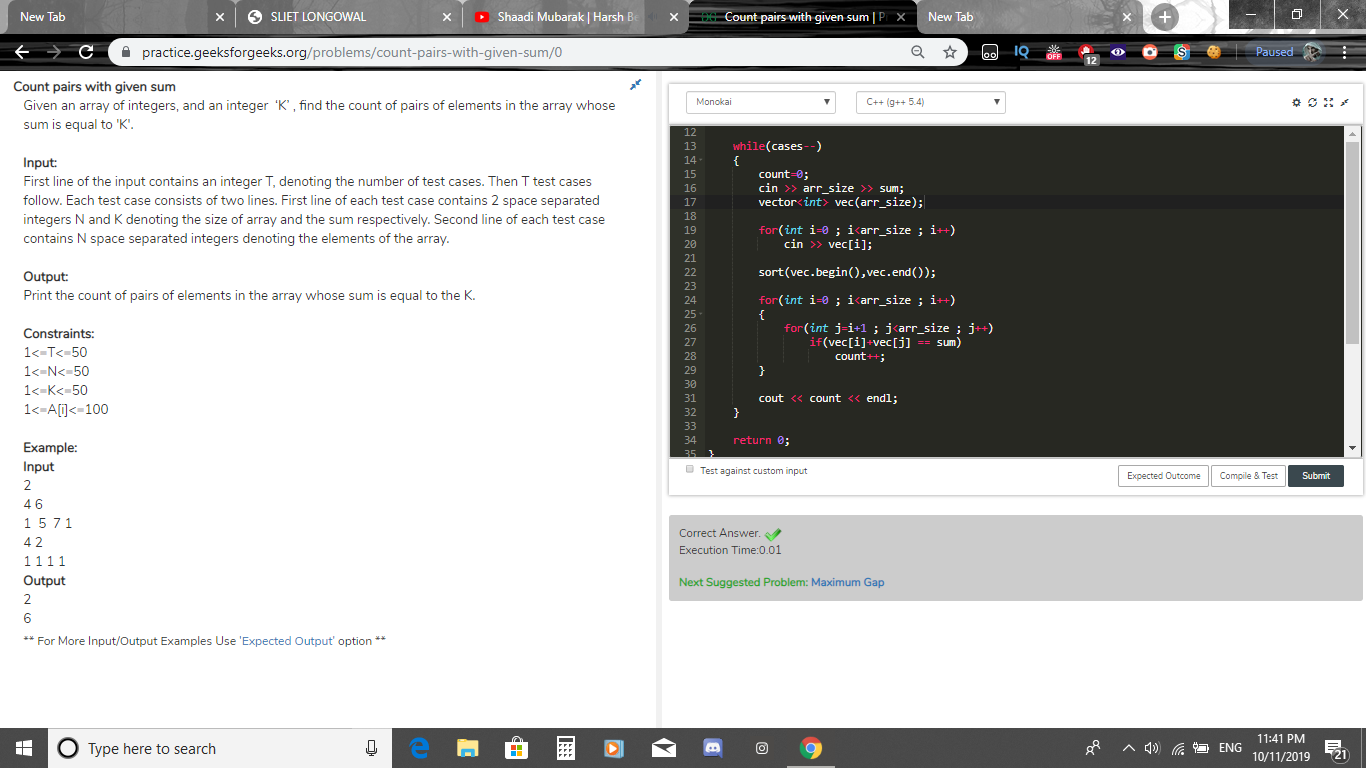 New Tab
SLIET LONGOWAL
Shaadi Mubarak | Harsh Be
Count pairs with given sum | P
New Tab
practice.geeksforgeeks.org/problems/count-pairs-with-given-sum/0
IQ
OFF
12
S
Paused
Count pairs with given sum
Given an array of integers, and an integer 'K' , find the count of pairs of elements in the array whose
sum is equal to 'K'.
Input:
First line of the input contains an integer T, denoting the number of test cases. Then T test cases
follow. Each test case consists of two lines. First line of each test case contains 2 space separated
integers N and K denoting the size of array and the sum respectively. Second line of each test case
contains N space separated integers denoting the elements of the array.
Output:
Print the count of pairs of elements in the array whose sum is equal to the K.
Constraints:
1<=T<=50
1<=N<=50
1<=K<=50
1<=A[i]<=100
Example:
Input
2
4 6
1 5 7 1
4 2
1 1 1 1
Output
2
6
** For More Input/Output Examples Use 'Expected Output' option **
Monokai
C++ (g++ 5.4)
12
13 while(cases--)
14 {
15 count=0;
16 cin >> arr_size >> sum;
17 vector<int> vec(arr_size);
18
19 for(int i=0 ; i<arr_size ; i++)
20 cin >> vec[i];
21
22 sort(vec.begin(),vec.end());
23
24 for(int i=0 ; i<arr_size ; i++)
25 {
26 for(int j=i+1 ; j<arr_size ; j++)
27 if(vec[i]+vec[j] == sum)
28 count++;
29 }
30
31 cout << count << endl;
32 }
33
34 return 0;
35 }
Test against custom input
Expected Outcome
Compile & Test
Submit
Correct Answer.
Execution Time:0.01
Next Suggested Problem: Maximum Gap
Type here to search
ENG
11:41 PM
10/11/2019
21